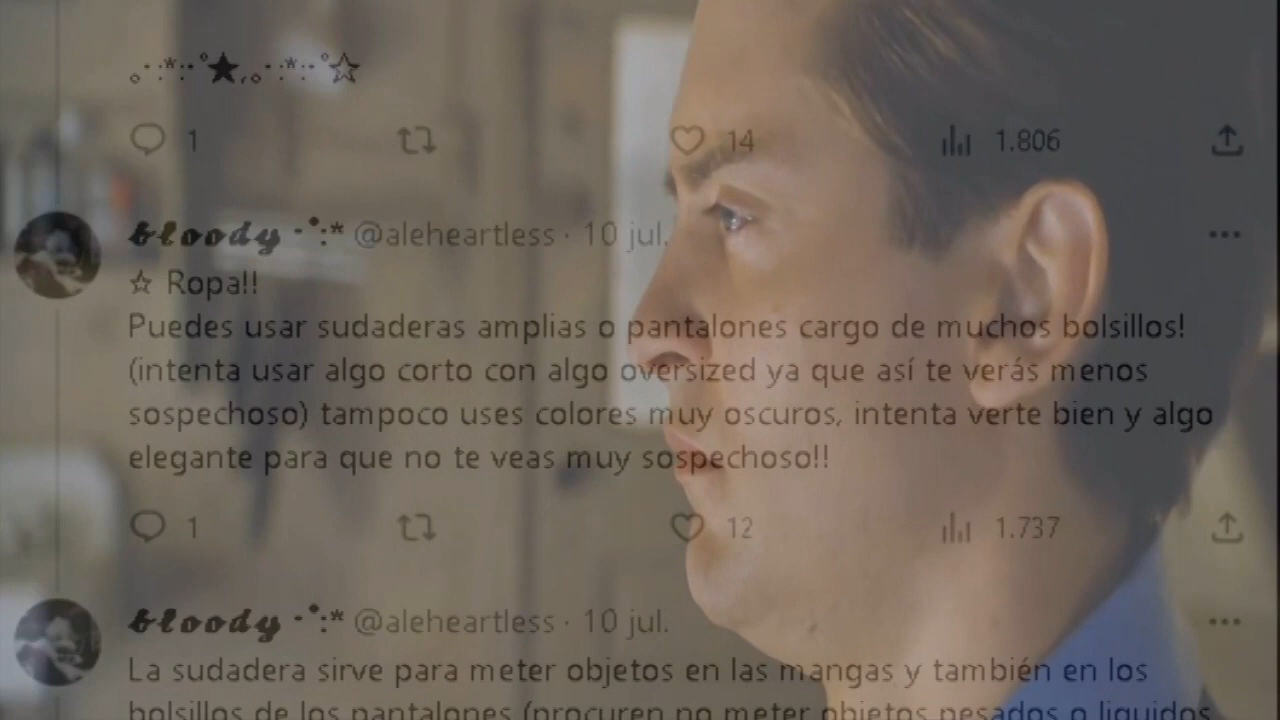 ｡･:*:･ﾟ★,｡･:*:･ﾟ☆
1 14 1.806
bloody ･ﾟ:* @aleheartless · 10 jul.
☆ Ropa!!
Puedes usar sudaderas amplias o pantalones cargo de muchos bolsillos!
(intenta usar algo corto con algo oversized ya que así te verás menos
sospechoso) tampoco uses colores muy oscuros, intenta verte bien y algo
elegante para que no te veas muy sospechoso!!
1 12 1.737
bloody ･ﾟ:* @aleheartless · 10 jul.
La sudadera sirve para meter objetos en las mangas y también en los
bolsillos de los pantalones (procuren no meter objetos pesados o liquidos